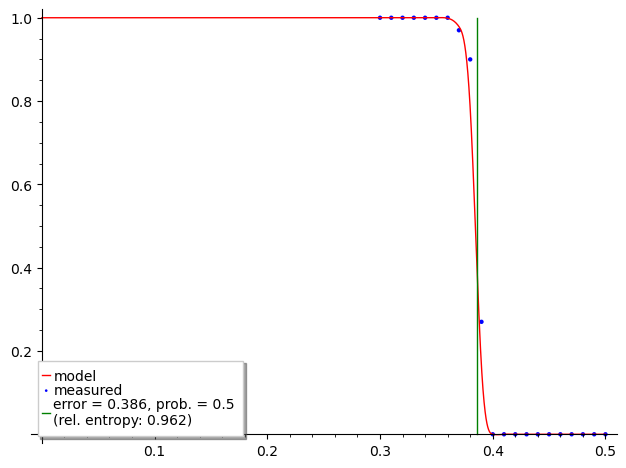 1.0
0.8
0.6
0.4
0.2
model
measured
error = 0.386, prob. = 0.5
(rel. entropy: 0.962)
0.1 0.2 0.3 0.4 0.5